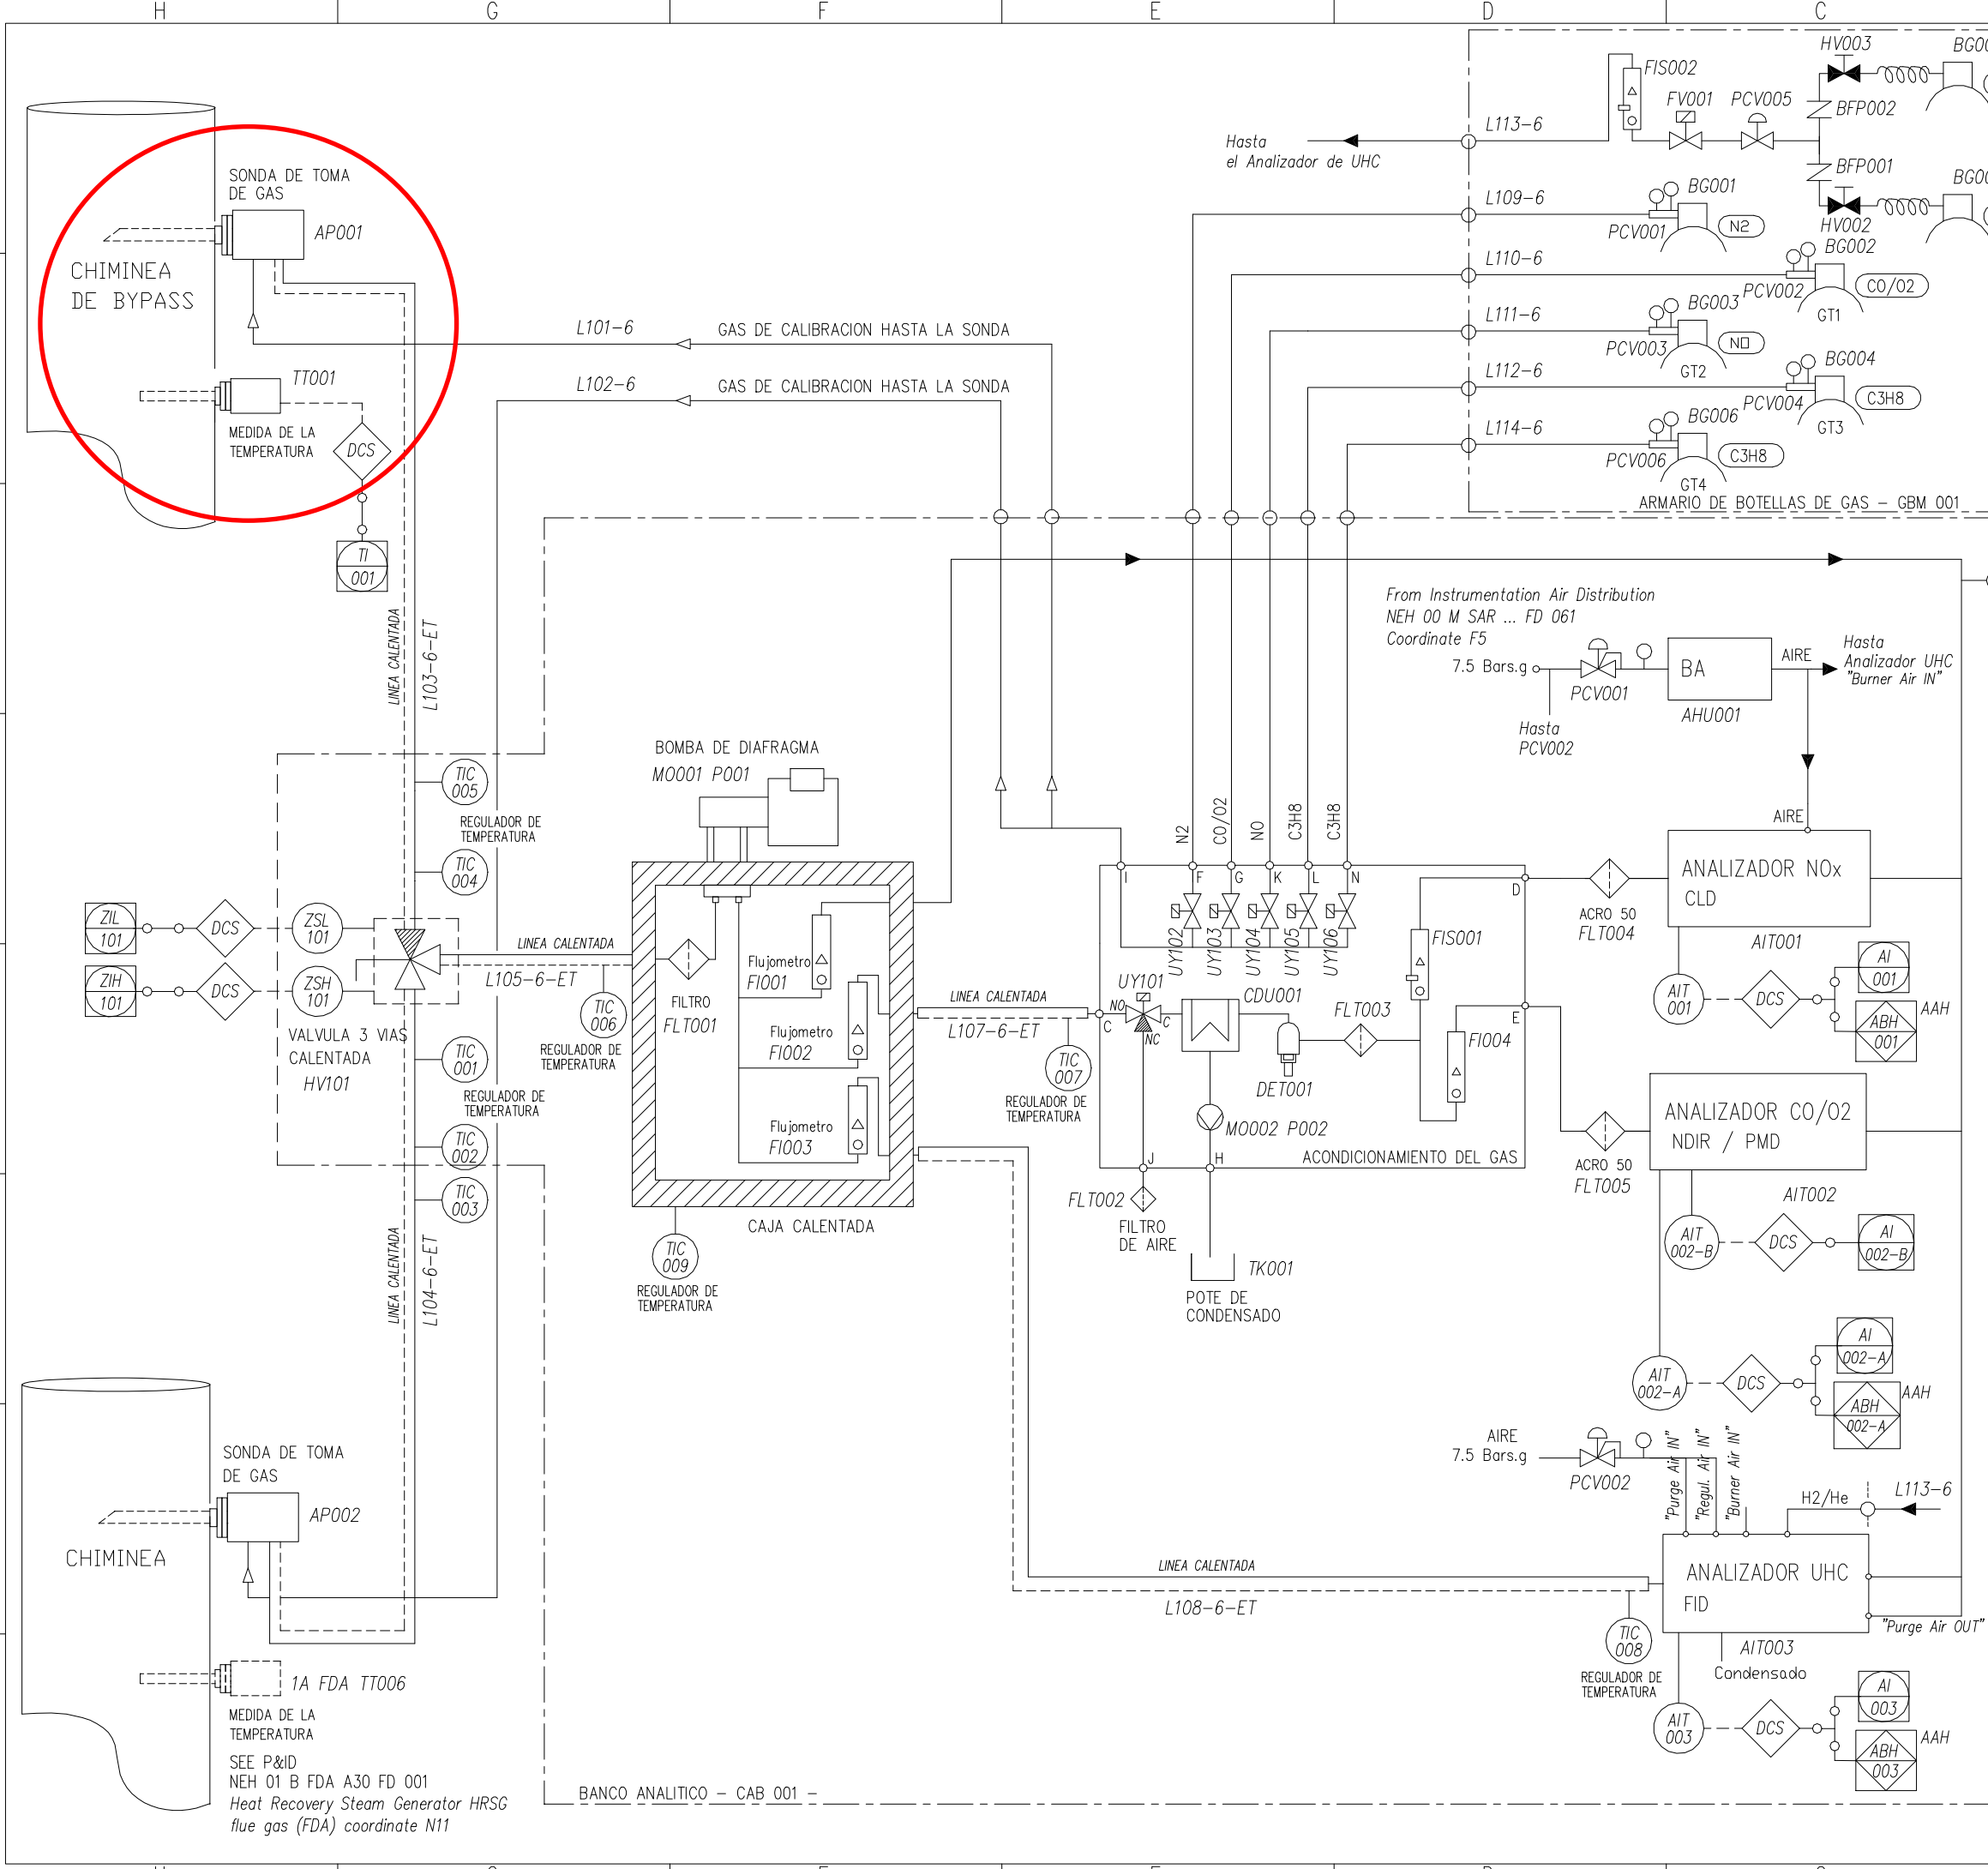 H
G
F
E
D
C
HV003
FIS002
FV001
PCV005
BFP002
L113-6
Hasta
el Analizador de UHC
BFP001
HV002
L109-6
BG001
PCV001
N2
L110-6
BG002
PCV002
CO/O2
GT1
L111-6
BG003
PCV003
NO
GT2
L112-6
BG004
PCV004
C3H8
GT3
L114-6
BG006
PCV006
C3H8
GT4
ARMARIO DE BOTELLAS DE GAS - GBM 001
SONDA DE TOMA
DE GAS
AP001
CHIMINEA
DE BYPASS
TT001
MEDIDA DE LA
TEMPERATURA
DCS
TI
001
L101-6
GAS DE CALIBRACION HASTA LA SONDA
L102-6
GAS DE CALIBRACION HASTA LA SONDA
LINEA CALENTADA
L103-6-ET
From Instrumentation Air Distribution
NEH 00 M SAR ... FD 061
Coordinate F5
7.5 Bars.g
PCV001
Hasta
PCV002
BA
AHU001
AIRE
Hasta
Analizador UHC
"Burner Air IN"
AIRE
BOMBA DE DIAFRAGMA
MO001 P001
TIC
005
REGULADOR DE
TEMPERATURA
TIC
004
ZIL
101
DCS
ZSL
101
ZIH
101
DCS
ZSH
101
VALVULA 3 VIAS
CALENTADA
HV101
LINEA CALENTADA
L105-6-ET
TIC
006
REGULADOR DE
TEMPERATURA
TIC
001
REGULADOR DE
TEMPERATURA
TIC
002
TIC
003
LINEA CALENTADA
L104-6-ET
FILTRO
FLT001
Flujometro
FI001
Flujometro
FI002
Flujometro
FI003
CAJA CALENTADA
TIC
009
REGULADOR DE
TEMPERATURA
LINEA CALENTADA
L107-6-ET
TIC
007
REGULADOR DE
TEMPERATURA
N2
CO/O2
NO
C3H8
C3H8
I
F
G
K
L
N
D
UY102
UY103
UY104
UY105
UY106
UY101
NO
C
NC
C
CDU001
DET001
FLT003
FIS001
FI004
E
MO002 P002
J
H
ACONDICIONAMIENTO DEL GAS
FLT002
FILTRO
DE AIRE
TK001
POTE DE
CONDENSADO
ACRO 50
FLT004
ANALIZADOR NOx
CLD
AIT001
AIT
001
DCS
AI
001
ABH
001
AAH
ANALIZADOR CO/O2
NDIR / PMD
ACRO 50
FLT005
AIT002
AIT
002-B
DCS
AI
002-B
AIT
002-A
DCS
AI
002-A
ABH
002-A
AAH
AIRE
7.5 Bars.g
PCV002
"Purge Air IN"
"Regul. Air IN"
"Burner Air IN"
H2/He
L113-6
ANALIZADOR UHC
FID
"Purge Air OUT"
AIT003
Condensado
LINEA CALENTADA
L108-6-ET
TIC
008
REGULADOR DE
TEMPERATURA
AIT
003
DCS
AI
003
ABH
003
AAH
SONDA DE TOMA
DE GAS
AP002
CHIMINEA
1A FDA TT006
MEDIDA DE LA
TEMPERATURA
SEE P&ID
NEH 01 B FDA A30 FD 001
Heat Recovery Steam Generator HRSG
flue gas (FDA) coordinate N11
BANCO ANALITICO - CAB 001 -